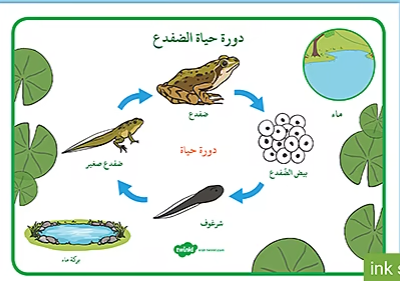 دورة حياة الضفدع
ضفدع
ماء
دورة حياة
ضفدع صغير
بيض الضفدع
شرغوف
بركة ماء
twinkl
ink s